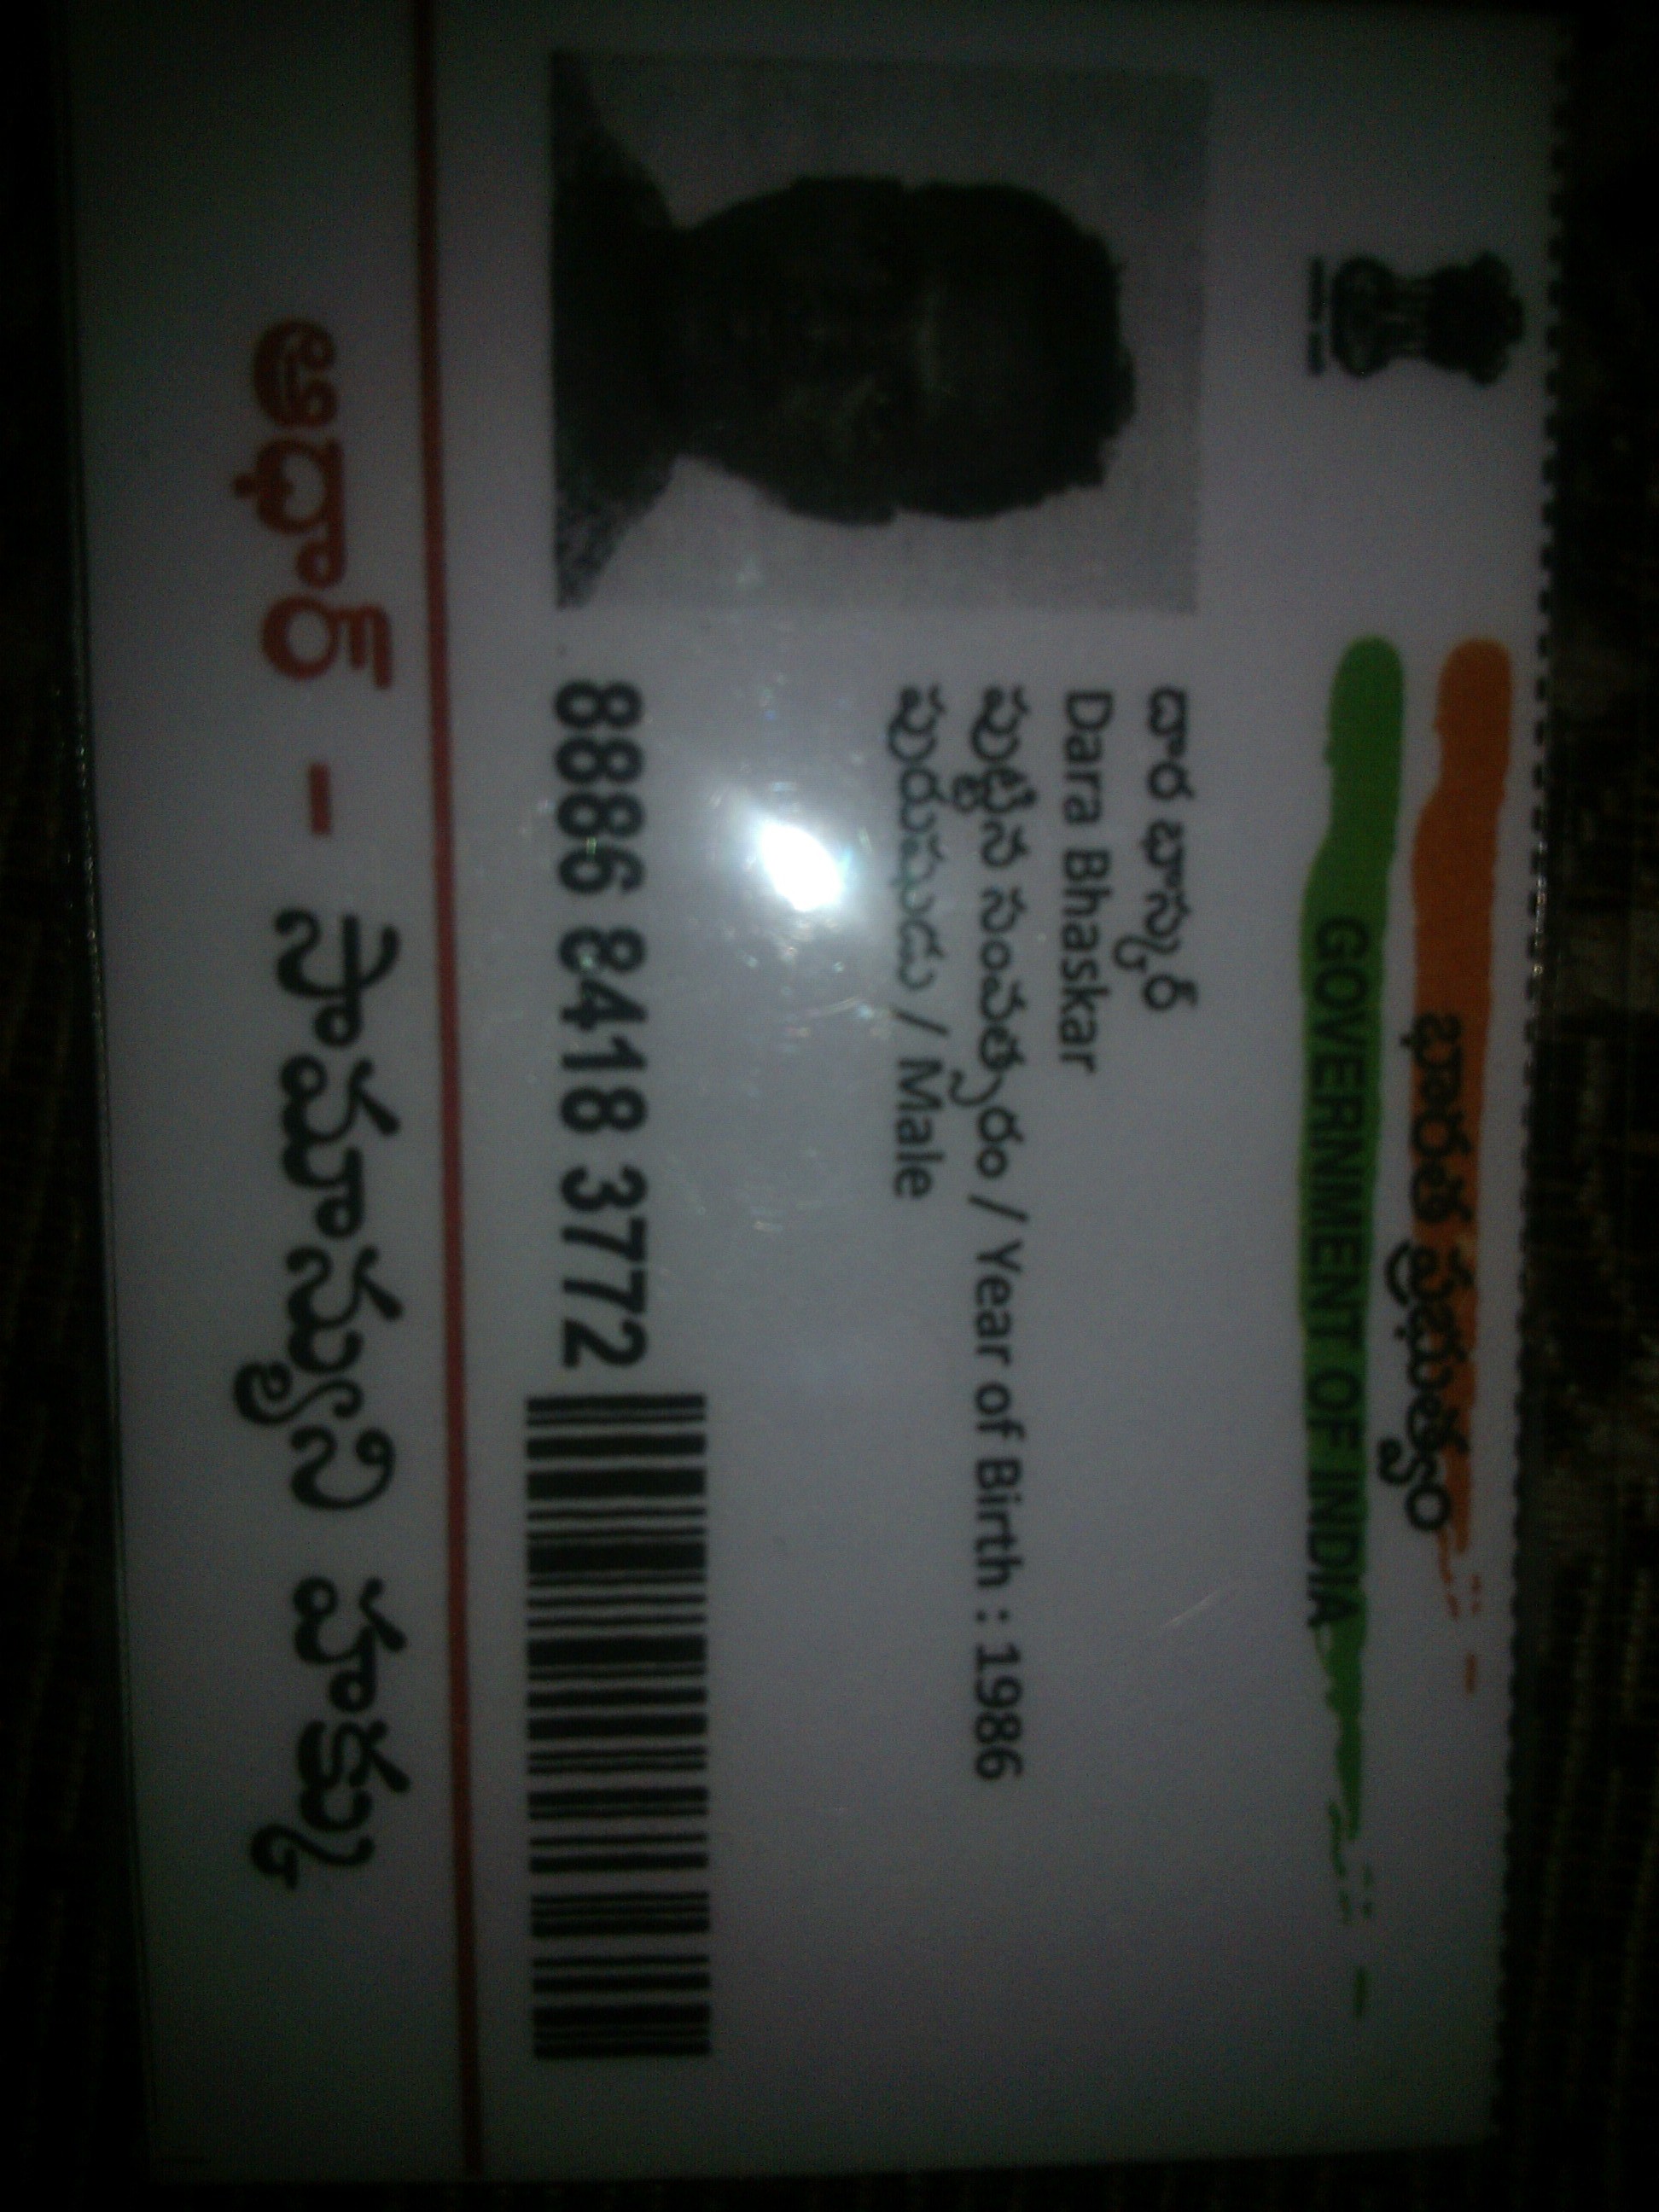 భారత ప్రభుత్వం
GOVERNMENT OF INDIA
దార భాస్కర్
Dara Bhaskar
పుట్టిన సంవత్సరం / Year of Birth : 1986
పురుషుడు / Male
8886 8418 3772
ఆధార్ - సామాన్యుని హక్కు